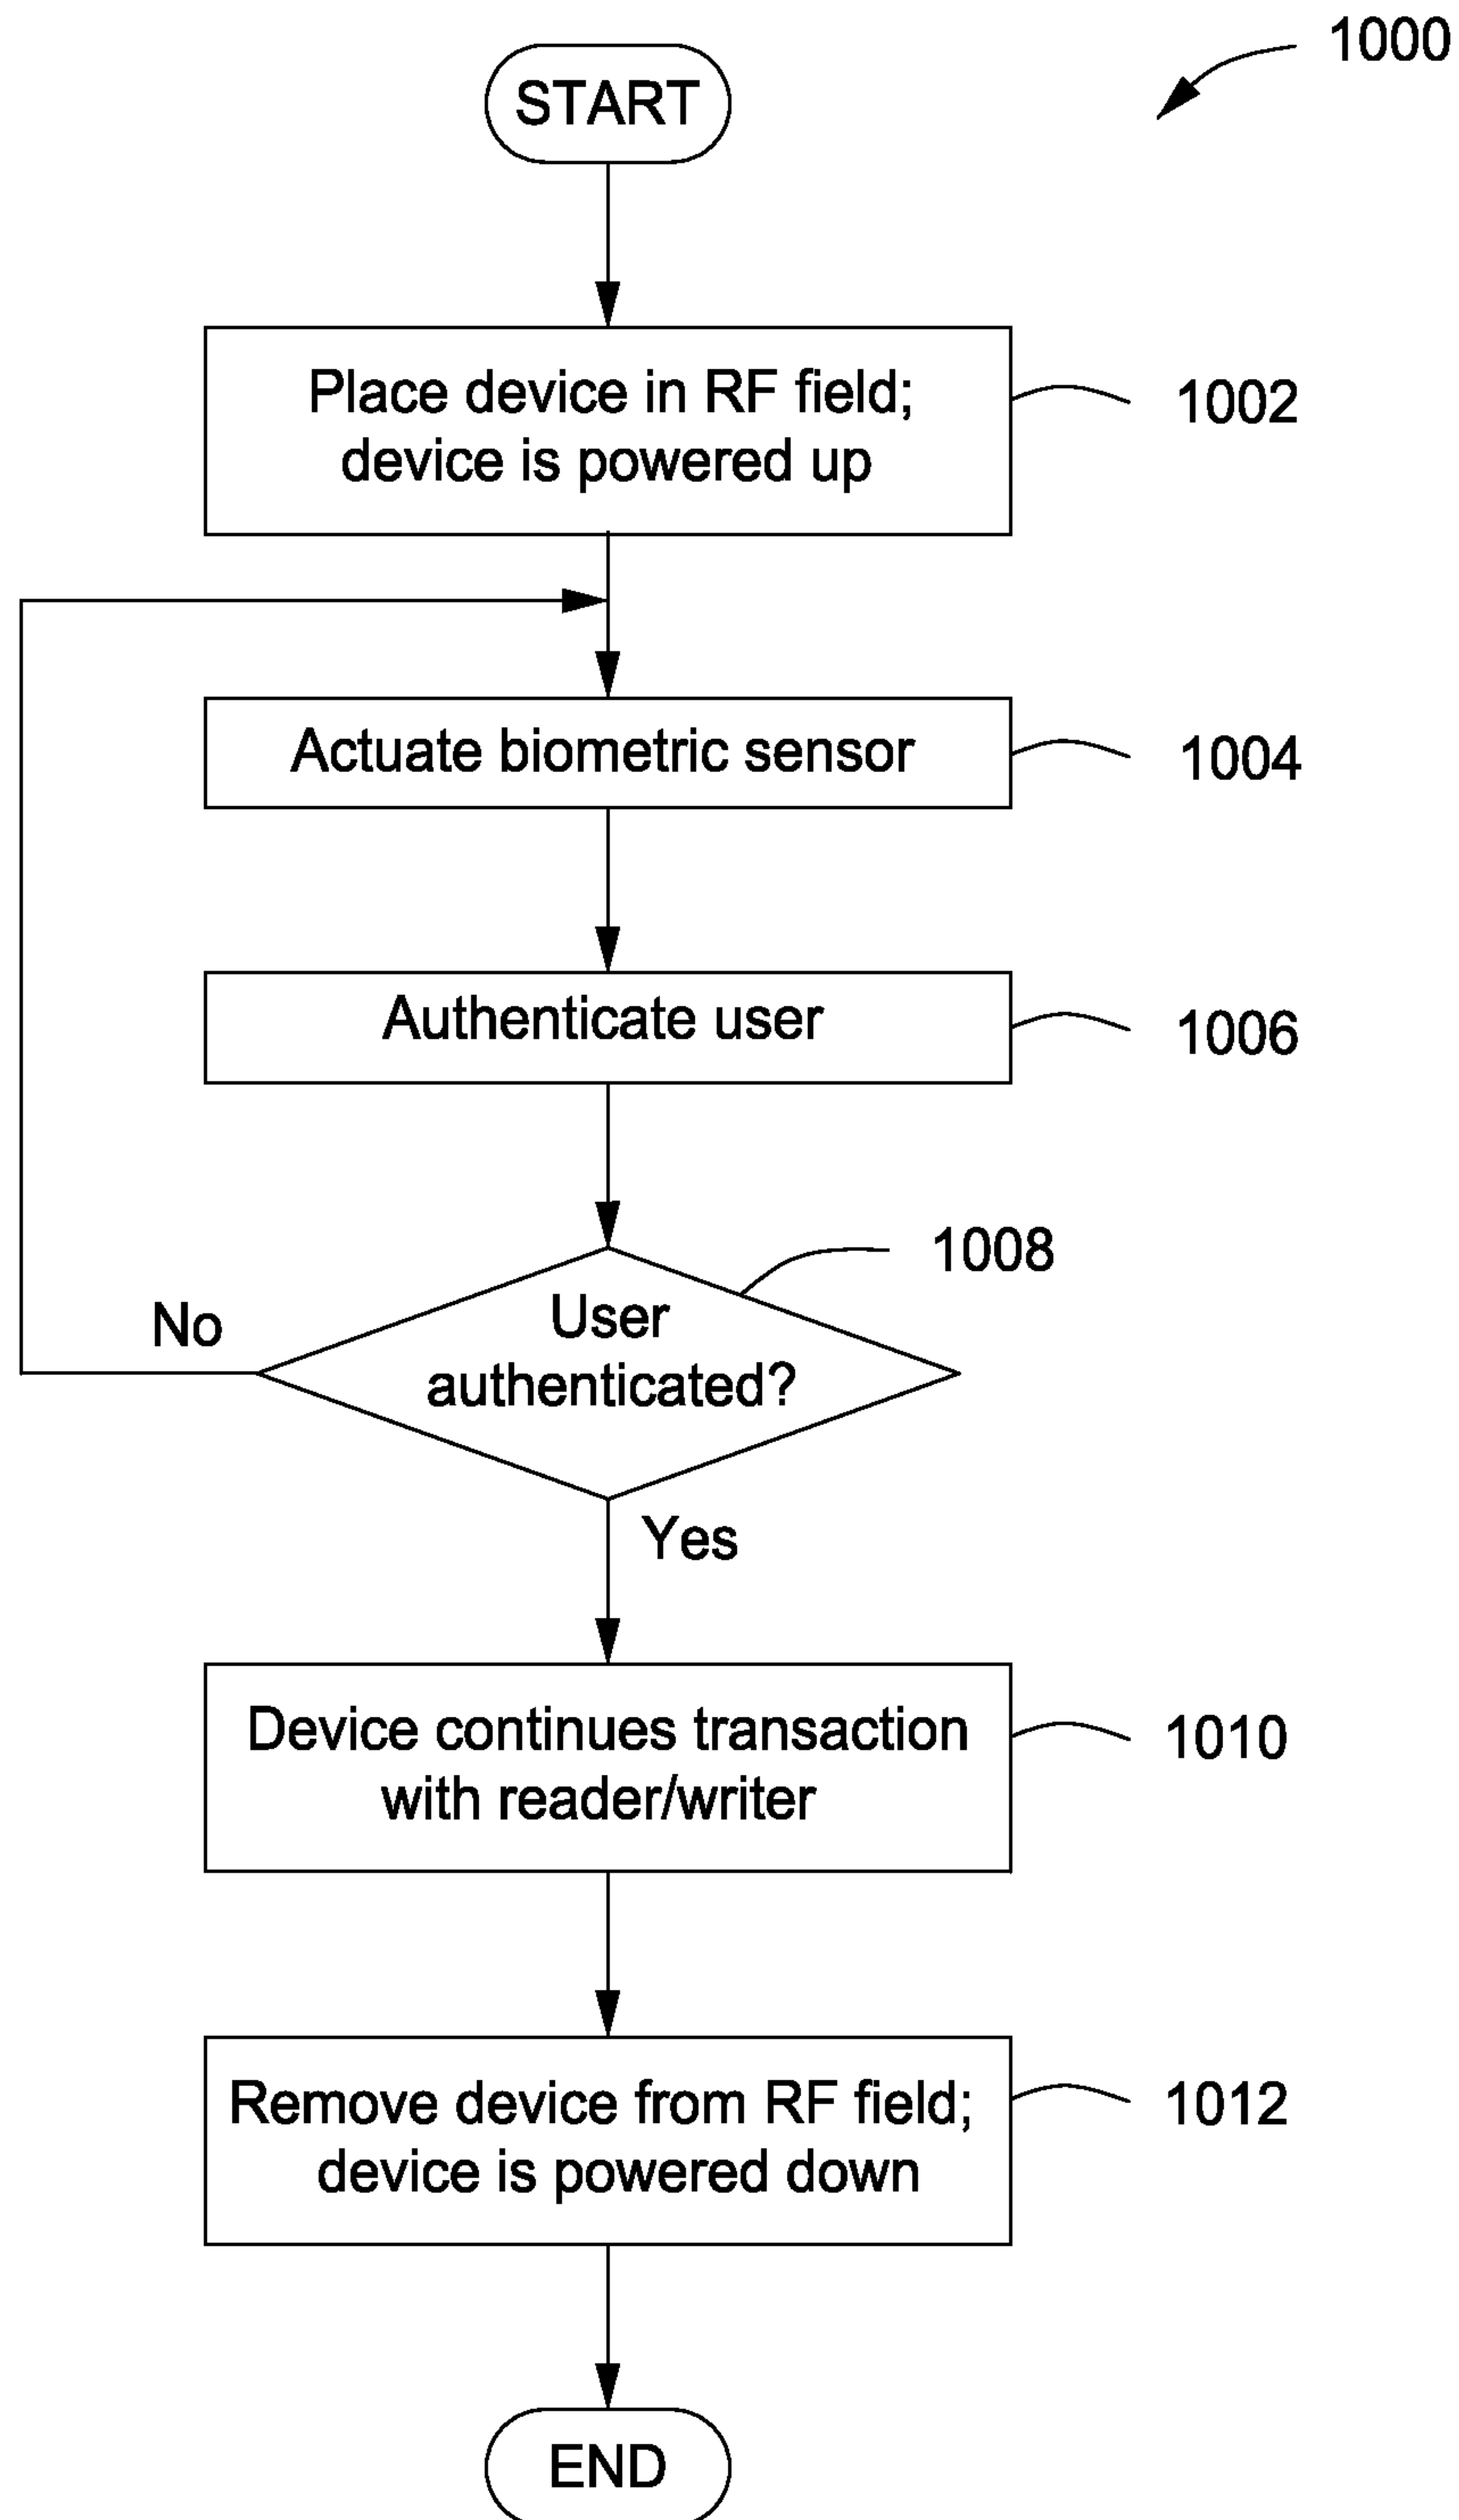 1000
START
Place device in RF field;
device is powered up
1002
Actuate biometric sensor
1004
Authenticate user
1006
1008
User
authenticated?
No
Yes
Device continues transaction
with reader/writer
1010
Remove device from RF field;
device is powered down
1012
END